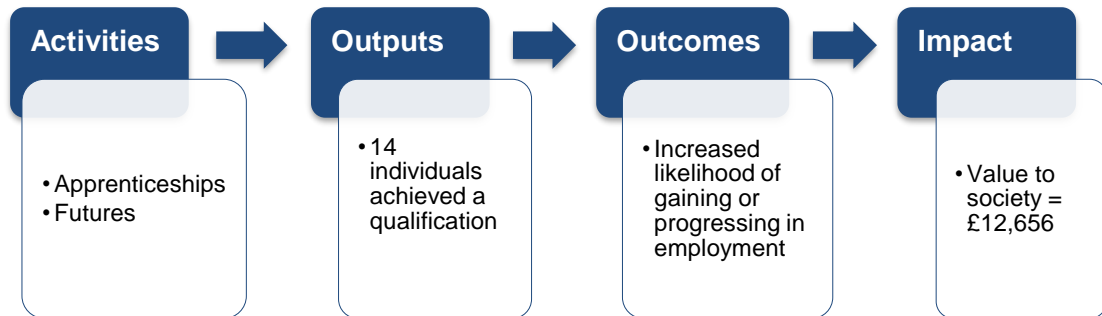 Activities
• Apprenticeships
• Futures
Outputs
• 14
individuals
achieved a
qualification
Outcomes
• Increased
likelihood of
gaining or
progressing in
employment
Impact
• Value to
society =
£12,656